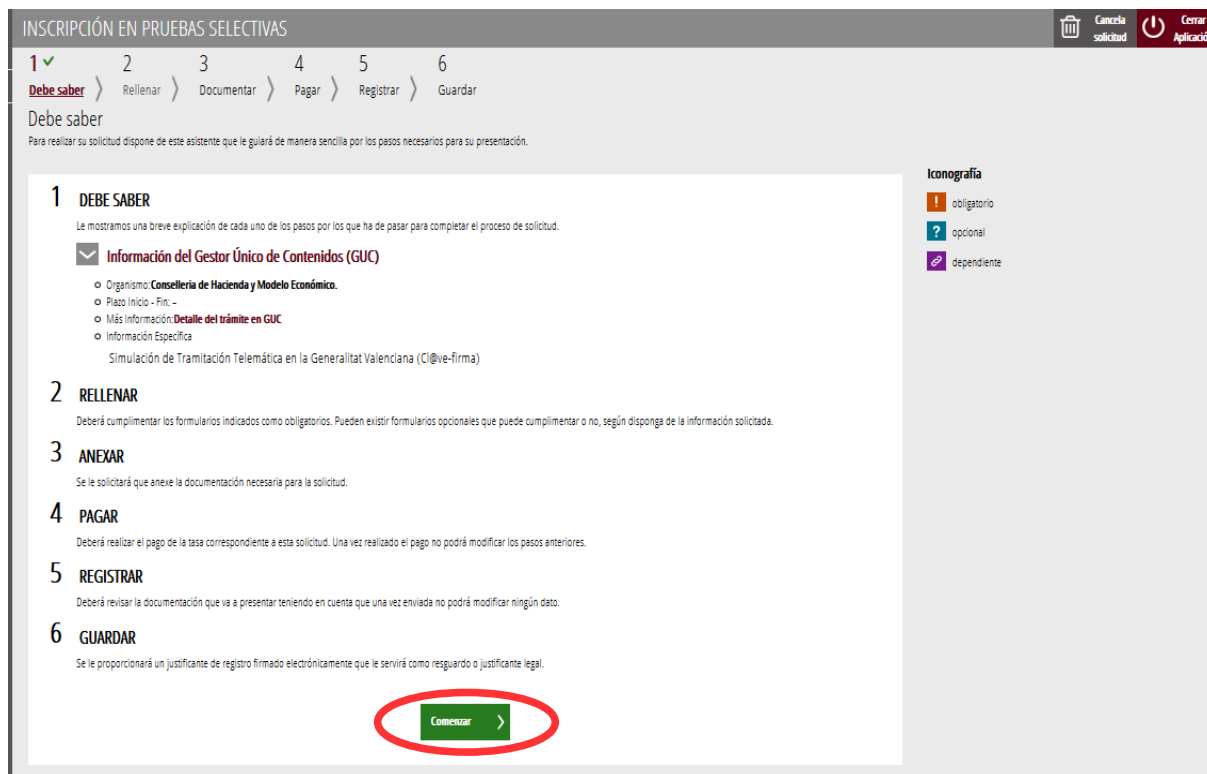 INSCRIPCIÓN EN PRUEBAS SELECTIVAS
Cancela
solicitud
Cerrar
Aplicació
1 2 3 4 5 6
Debe saber Rellenar Documentar Pagar Registrar Guardar
Debe saber
Para realizar su solicitud dispone de este asistente que le guiará de manera sencilla por los pasos necesarios para su presentación.
1 DEBE SABER
Le mostramos una breve explicación de cada uno de los pasos por los que ha de pasar para completar el proceso de solicitud.
Información del Gestor Único de Contenidos (GUC)
Organismo:Conselleria de Hacienda y Modelo Económico.
Plazo Inicio - Fin: –
Más Información:Detalle del trámite en GUC
Información Específica
Simulación de Tramitación Telemática en la Generalitat Valenciana (Cl@ve-firma)
2 RELLENAR
Deberá cumplimentar los formularios indicados como obligatorios. Pueden existir formularios opcionales que puede cumplimentar o no, según disponga de la información solicitada.
3 ANEXAR
Se le solicitará que anexe la documentación necesaria para la solicitud.
4 PAGAR
Deberá realizar el pago de la tasa correspondiente a esta solicitud. Una vez realizado el pago no podrá modificar los pasos anteriores.
5 REGISTRAR
Deberá revisar la documentación que va a presentar teniendo en cuenta que una vez enviada no podrá modificar ningún dato.
6 GUARDAR
Se le proporcionará un justificante de registro firmado electrónicamente que le servirá como resguardo o justificante legal.
Comenzar
Iconografía
! obligatorio
? opcional
dependiente